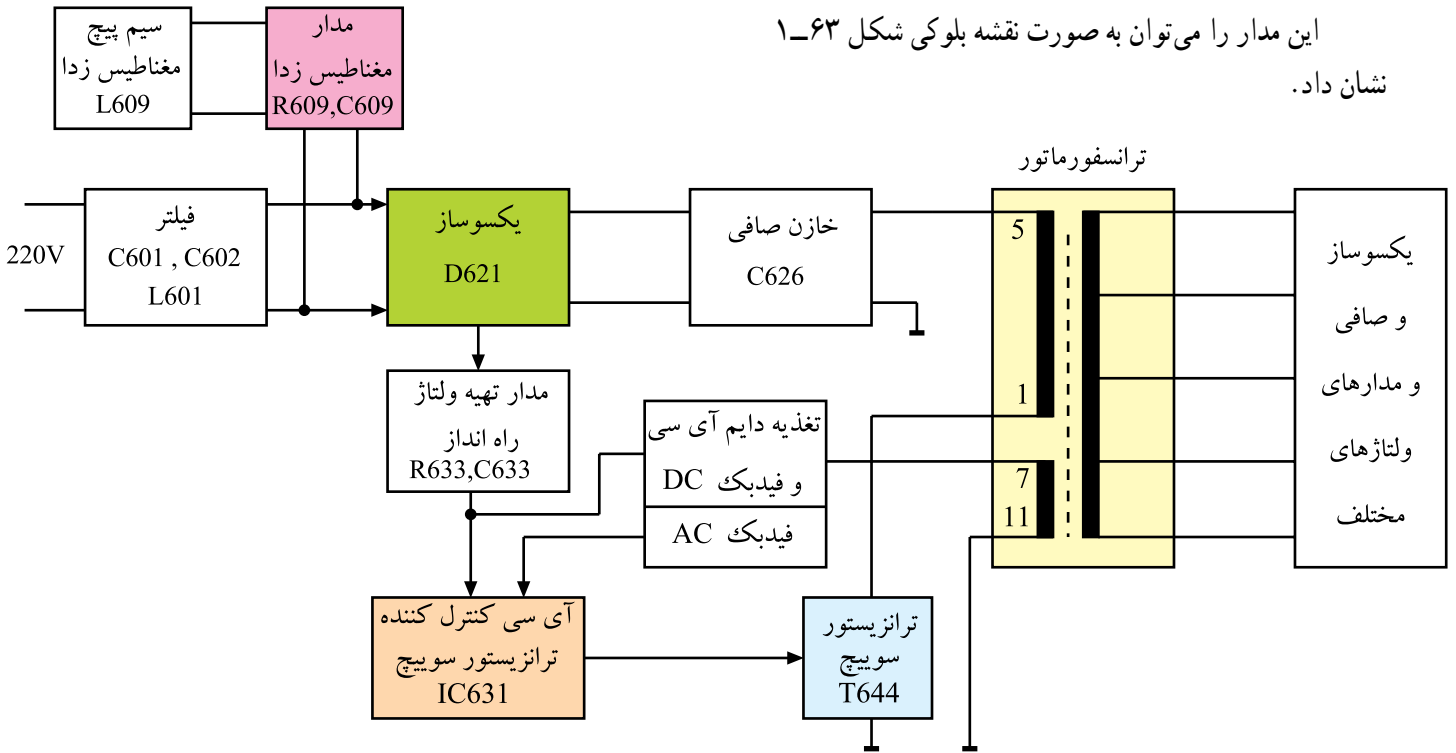 این مدار را می‌توان به صورت نقشه بلوکی شکل ۶۳ــ۱
نشان داد.
سیم پیچ
مغناطیس زدا
L609
مدار
مغناطیس زدا
R609,C609
220V
فیلتر
C601 , C602
L601
یکسوساز
D621
خازن صافی
C626
ترانسفورماتور
5
1
7
11
یکسوساز
و صافی
و مدارهای
ولتاژهای
مختلف
مدار تهیه ولتاژ
راه انداز
R633,C633
تغذیه دایم آی سی
و فیدبک DC
فیدبک AC
آی سی کنترل کننده
ترانزیستور سوییچ
IC631
ترانزیستور
سوییچ
T644